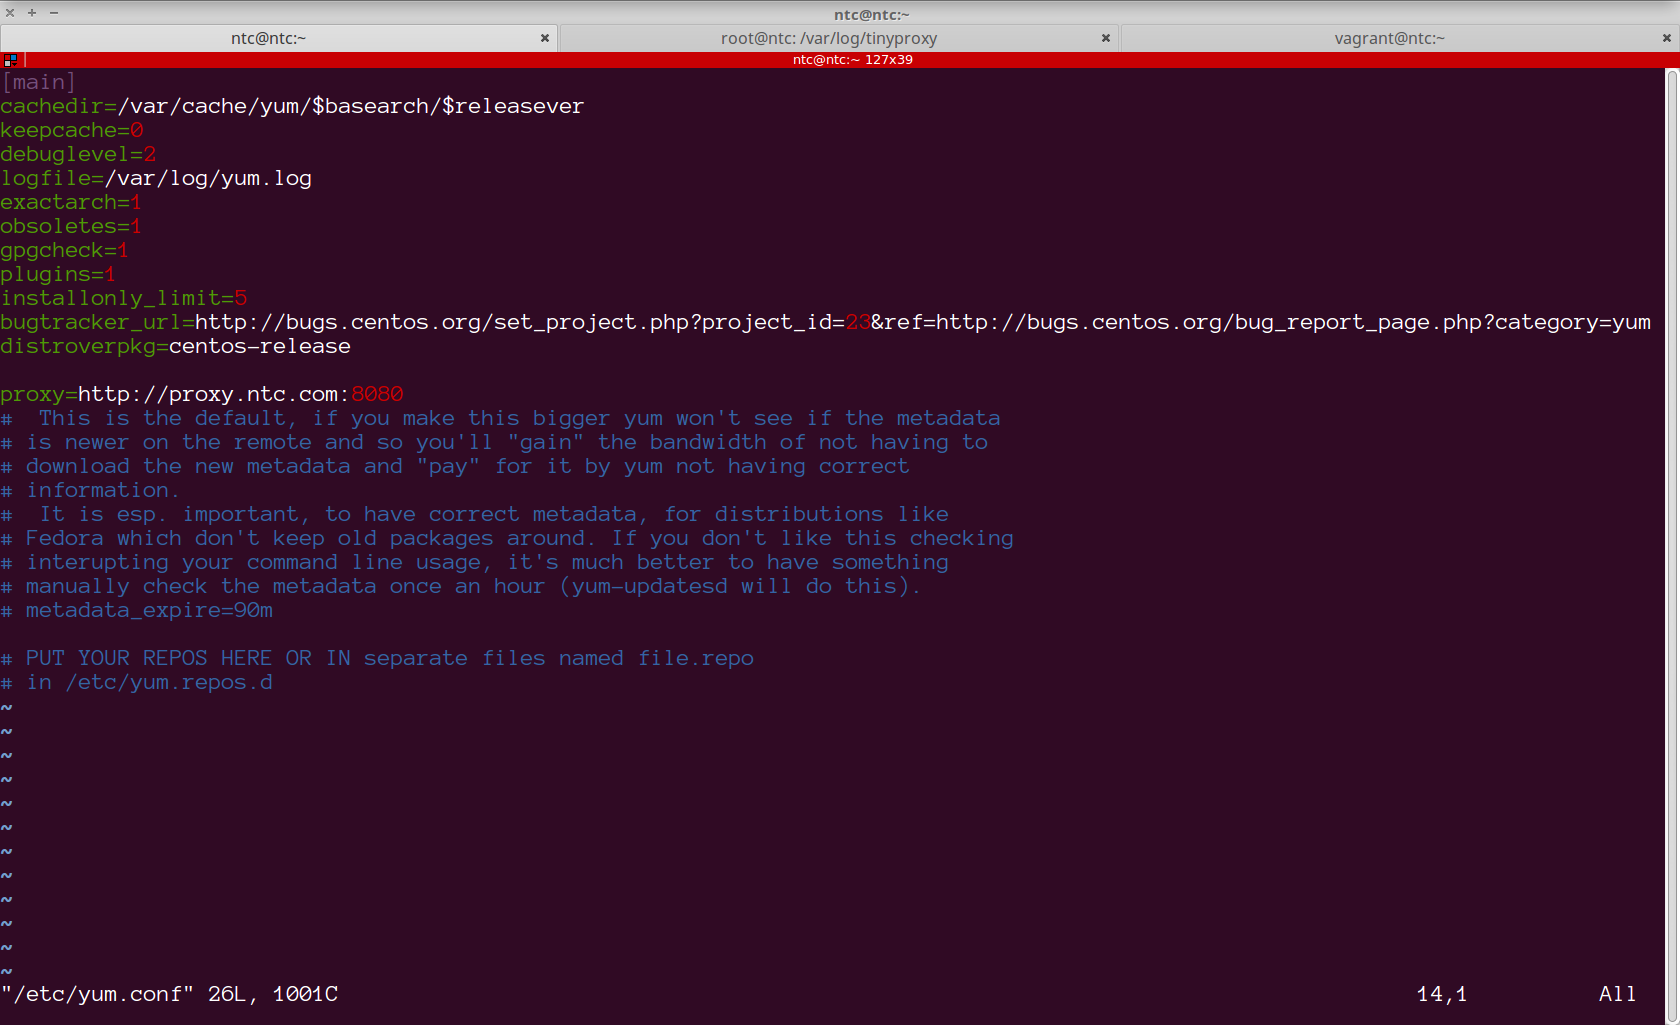 ntc@ntc:~
ntc@ntc:~ root@ntc: /var/log/tinyproxy vagrant@ntc:~
ntc@ntc:~ 127x39
[main]
cachedir=/var/cache/yum/$basearch/$releasever
keepcache=0
debuglevel=2
logfile=/var/log/yum.log
exactarch=1
obsoletes=1
gpgcheck=1
plugins=1
installonly_limit=5
bugtracker_url=http://bugs.centos.org/set_project.php?project_id=23&ref=http://bugs.centos.org/bug_report_page.php?category=yum
distroverpkg=centos-release

proxy=http://proxy.ntc.com:8080
#  This is the default, if you make this bigger yum won't see if the metadata
# is newer on the remote and so you'll "gain" the bandwidth of not having to
# download the new metadata and "pay" for it by yum not having correct
# information.
#  It is esp. important, to have correct metadata, for distributions like
# Fedora which don't keep old packages around. If you don't like this checking
# interupting your command line usage, it's much better to have something
# manually check the metadata once an hour (yum-updatesd will do this).
# metadata_expire=90m

# PUT YOUR REPOS HERE OR IN separate files named file.repo
# in /etc/yum.repos.d
~
~
~
~
~
~
~
~
~
~
~
~
"/etc/yum.conf" 26L, 1001C 14,1 All